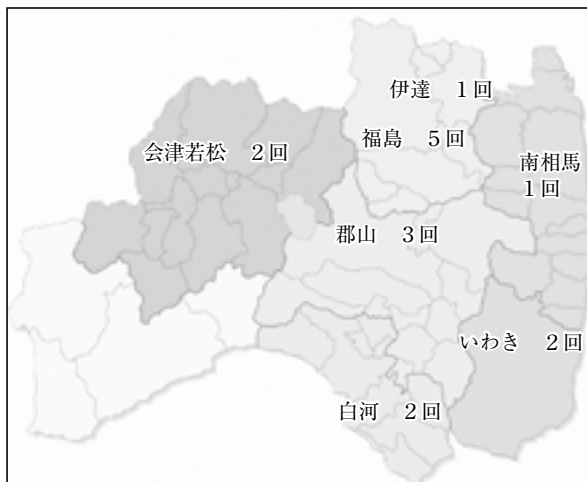 伊達　１回
福島　５回
会津若松　２回
南相馬
１回
郡山　３回
いわき　２回
白河　２回